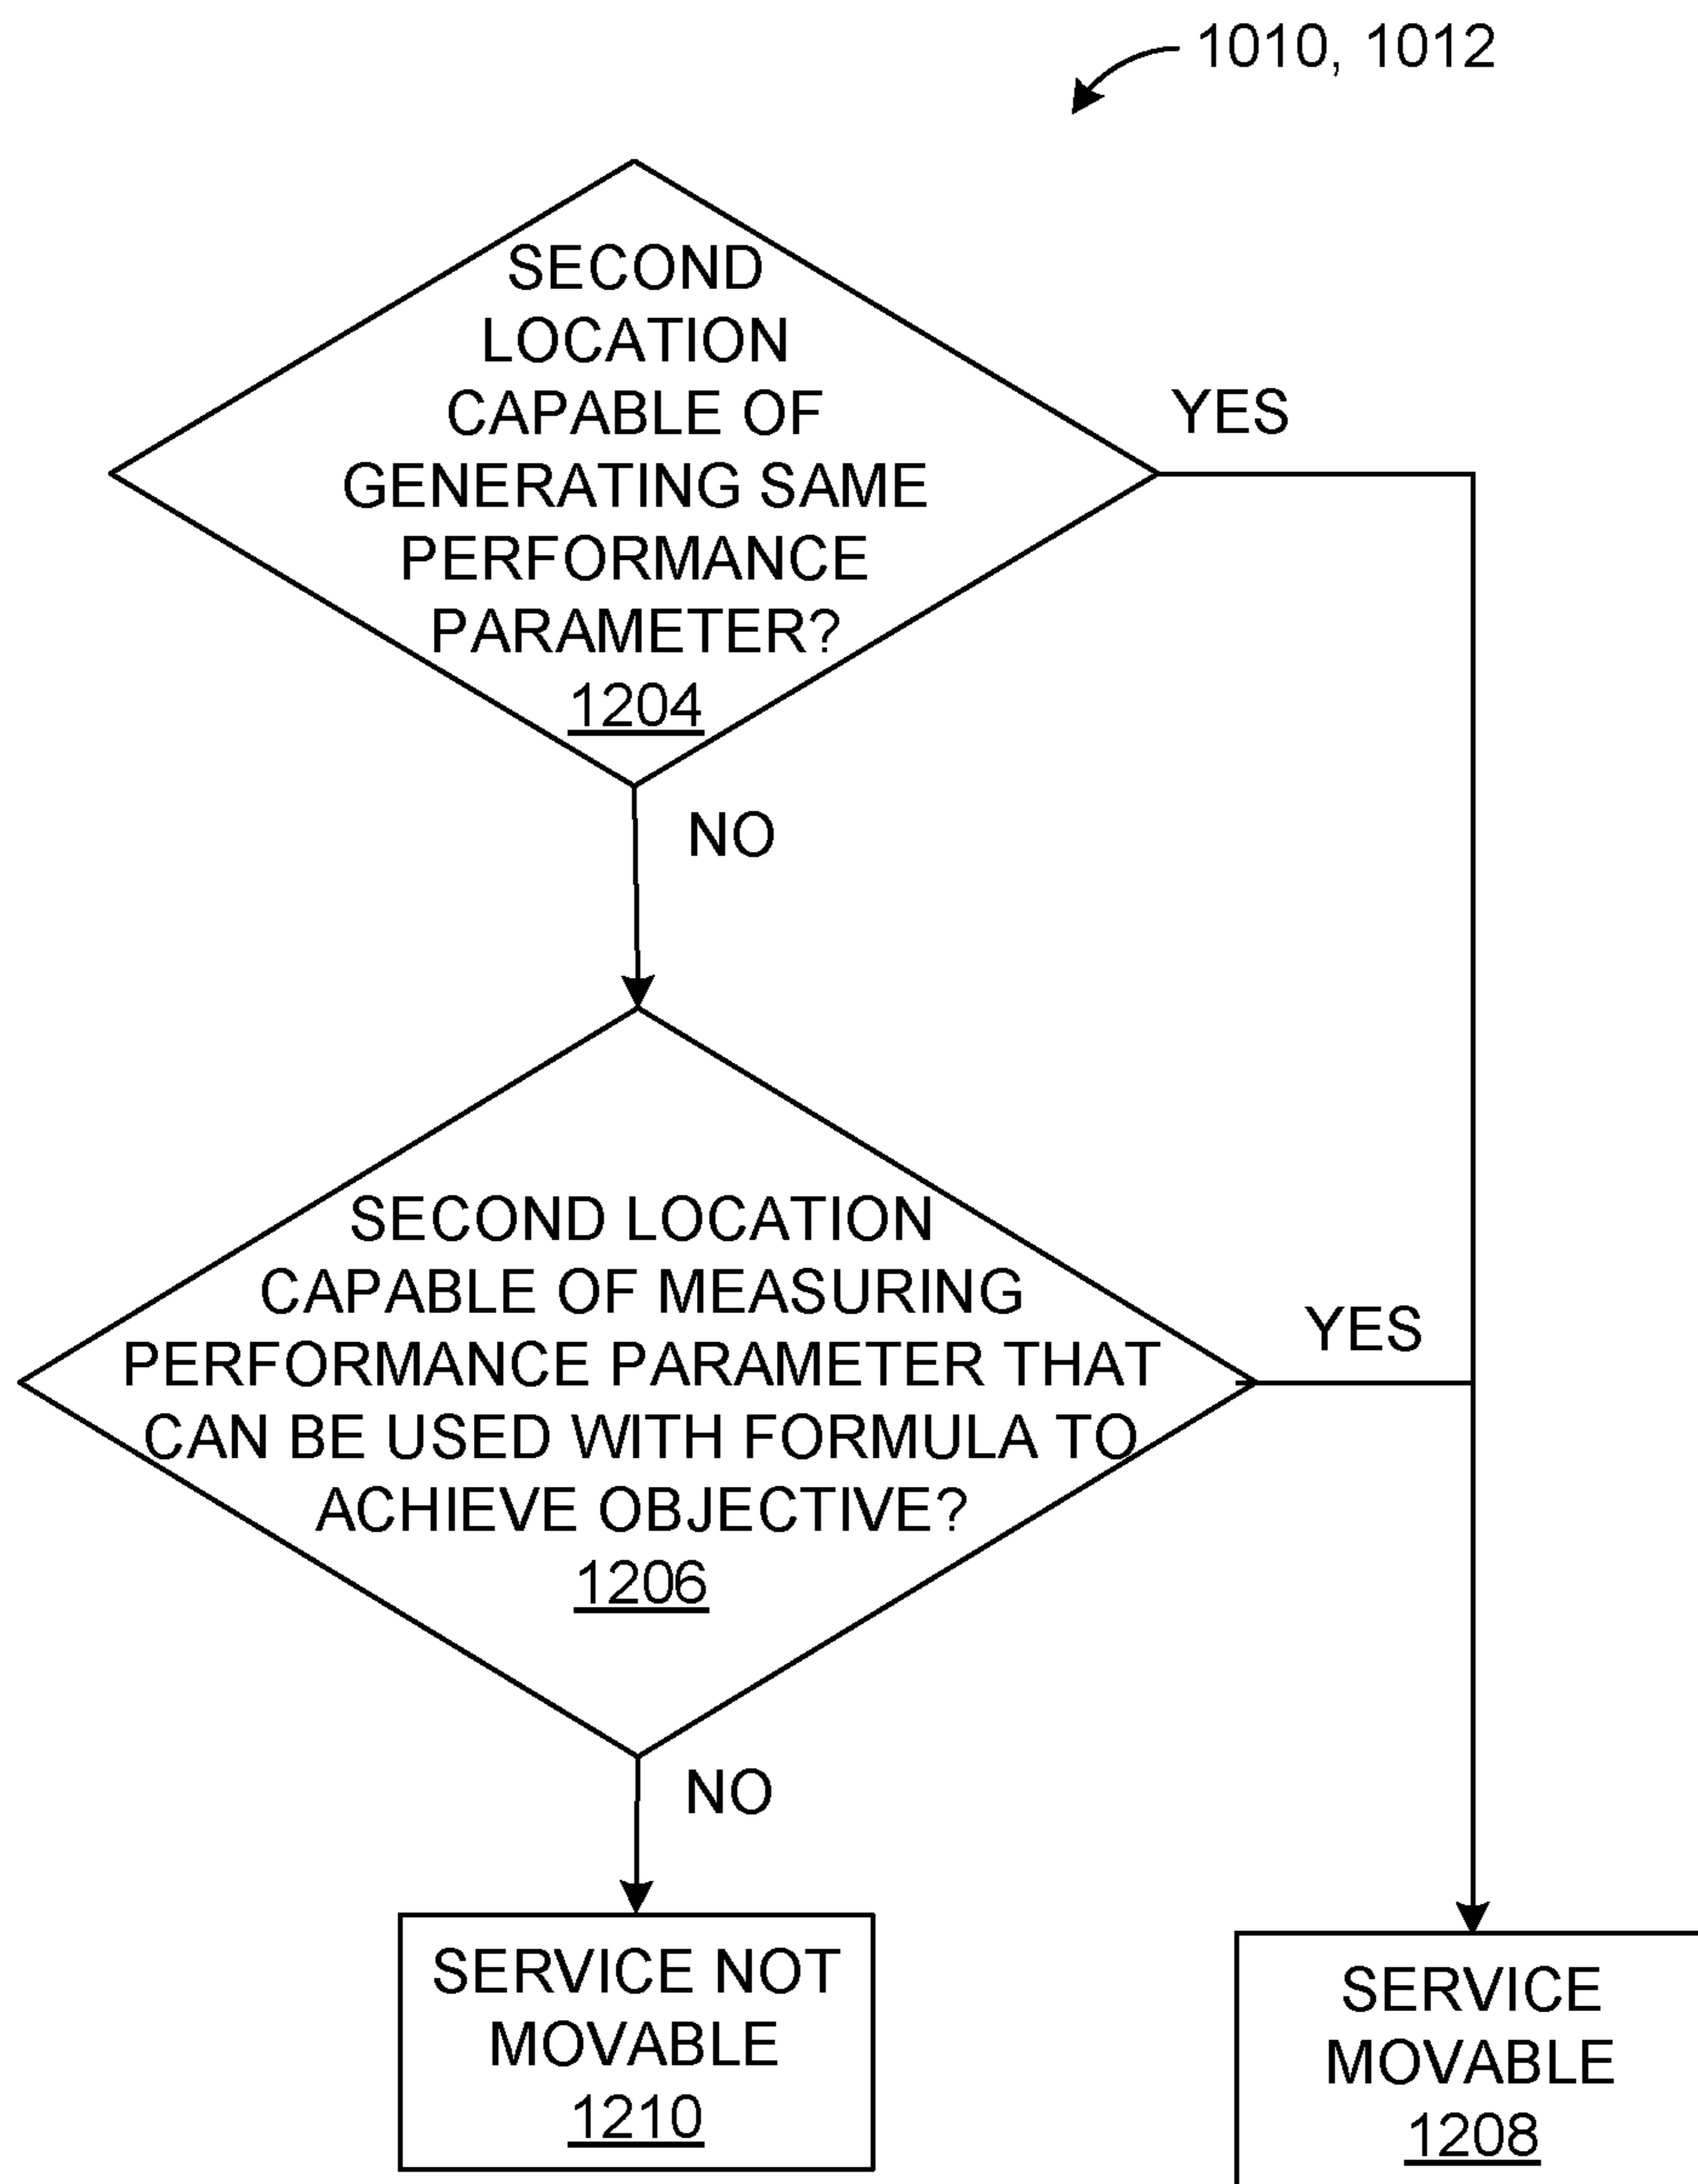 1010, 1012
SECOND
LOCATION
CAPABLE OF
GENERATING SAME
PERFORMANCE
PARAMETER?
1204
YES
NO
SECOND LOCATION
CAPABLE OF MEASURING
PERFORMANCE PARAMETER THAT
CAN BE USED WITH FORMULA TO
ACHIEVE OBJECTIVE?
1206
YES
NO
SERVICE NOT
MOVABLE
1210
SERVICE
MOVABLE
1208